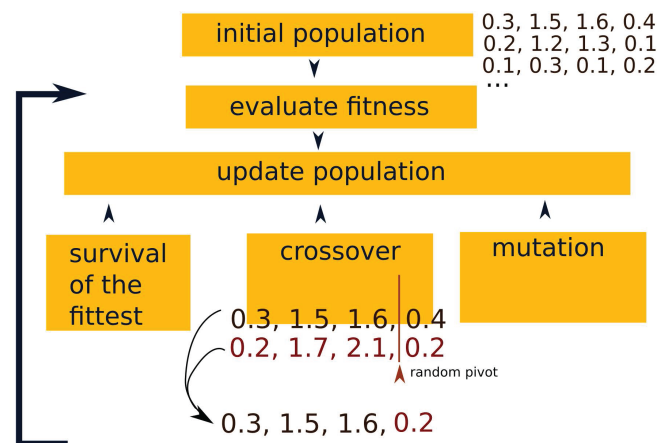 initial population
0.3, 1.5, 1.6, 0.4
0.2, 1.2, 1.3, 0.1
0.1, 0.3, 0.1, 0.2
...
evaluate fitness
update population
survival
of the
fittest
crossover
mutation
0.3, 1.5, 1.6, 0.4
0.2, 1.7, 2.1, 0.2
random pivot
0.3, 1.5, 1.6, 0.2